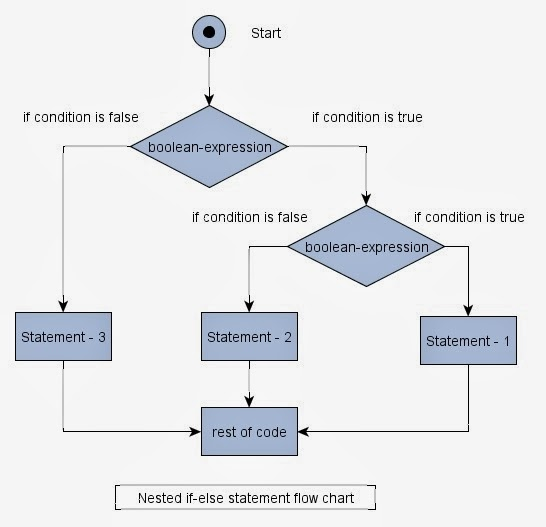 Start
if condition is false
if condition is true
boolean-expression
if condition is false
if condition is true
boolean-expression
Statement - 3
Statement - 2
Statement - 1
rest of code
Nested if-else statement flow chart